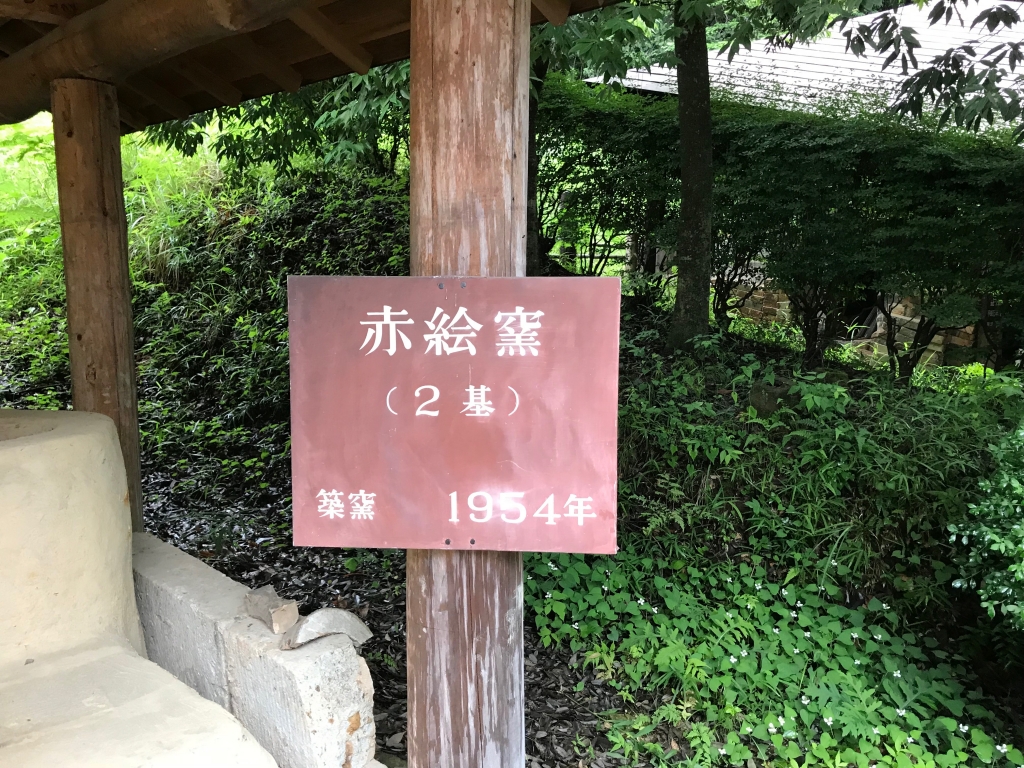 赤絵窯
（2 基）
築窯 1954年